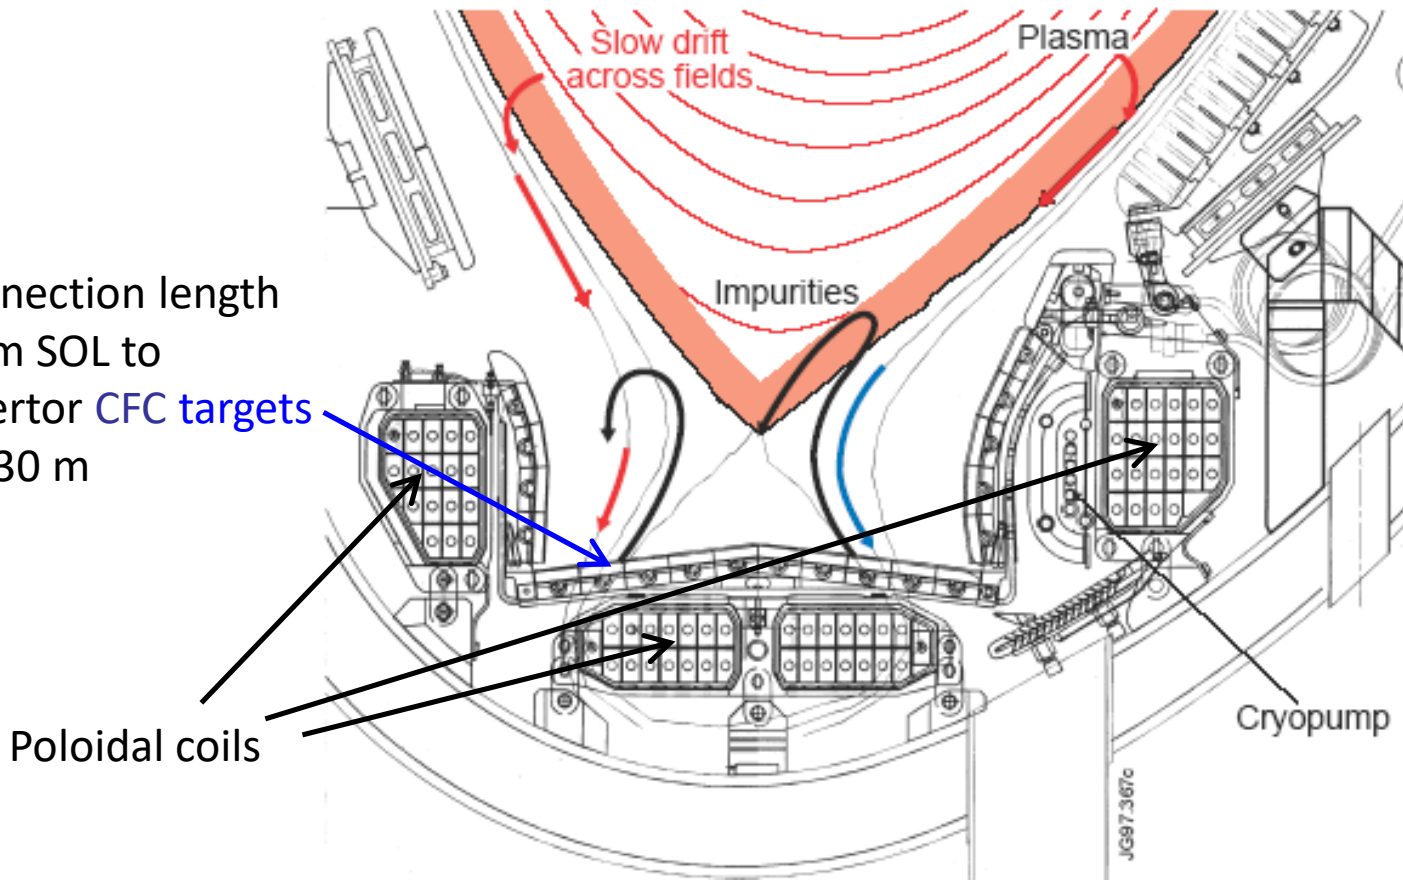 Slow drift
across fields
Plasma
Impurities
nection length
m SOL to
ertor CFC targets
30 m
Poloidal coils
Cryopump
JG97.367c